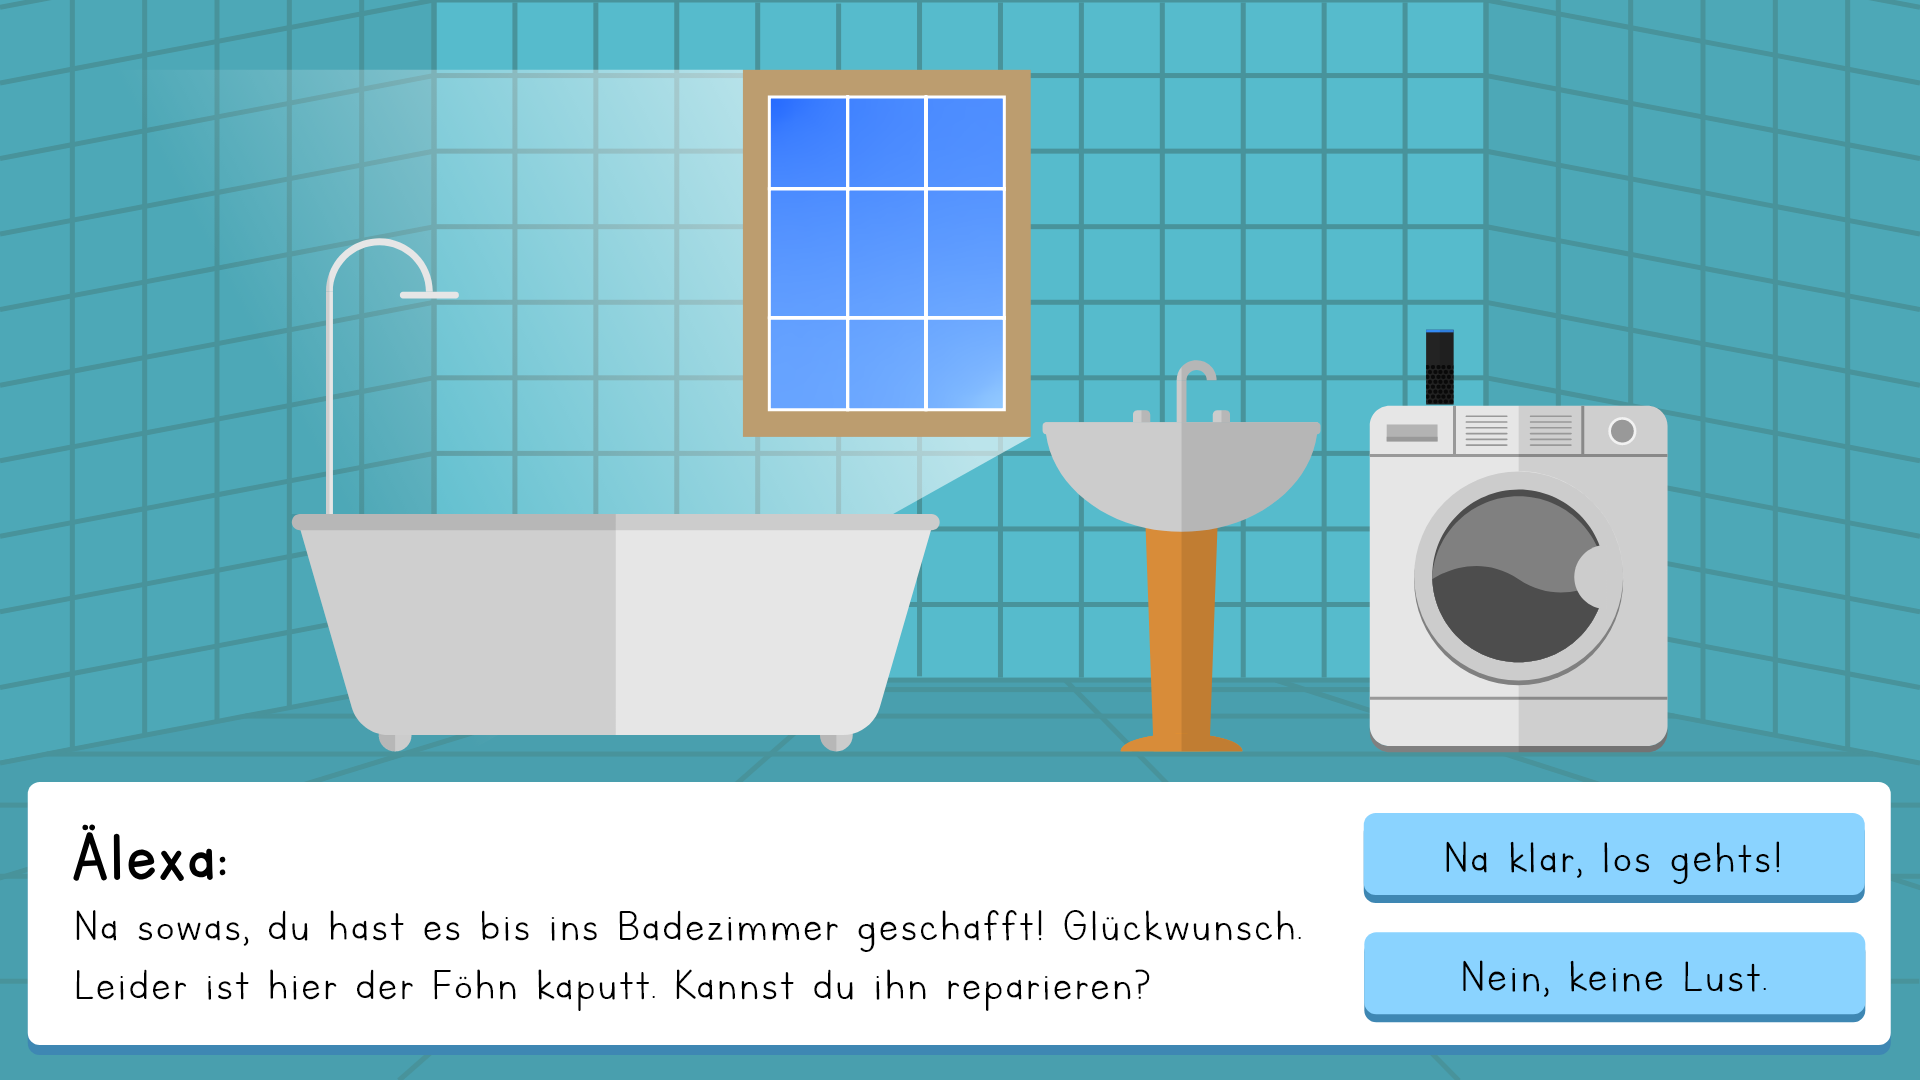 Älexa:
Na sowas, du hast es bis ins Badezimmer geschafft! Glückwunsch.
Leider ist hier der Föhn kaputt. Kannst du ihn reparieren?
Na klar, los gehts!
Nein, keine Lust.